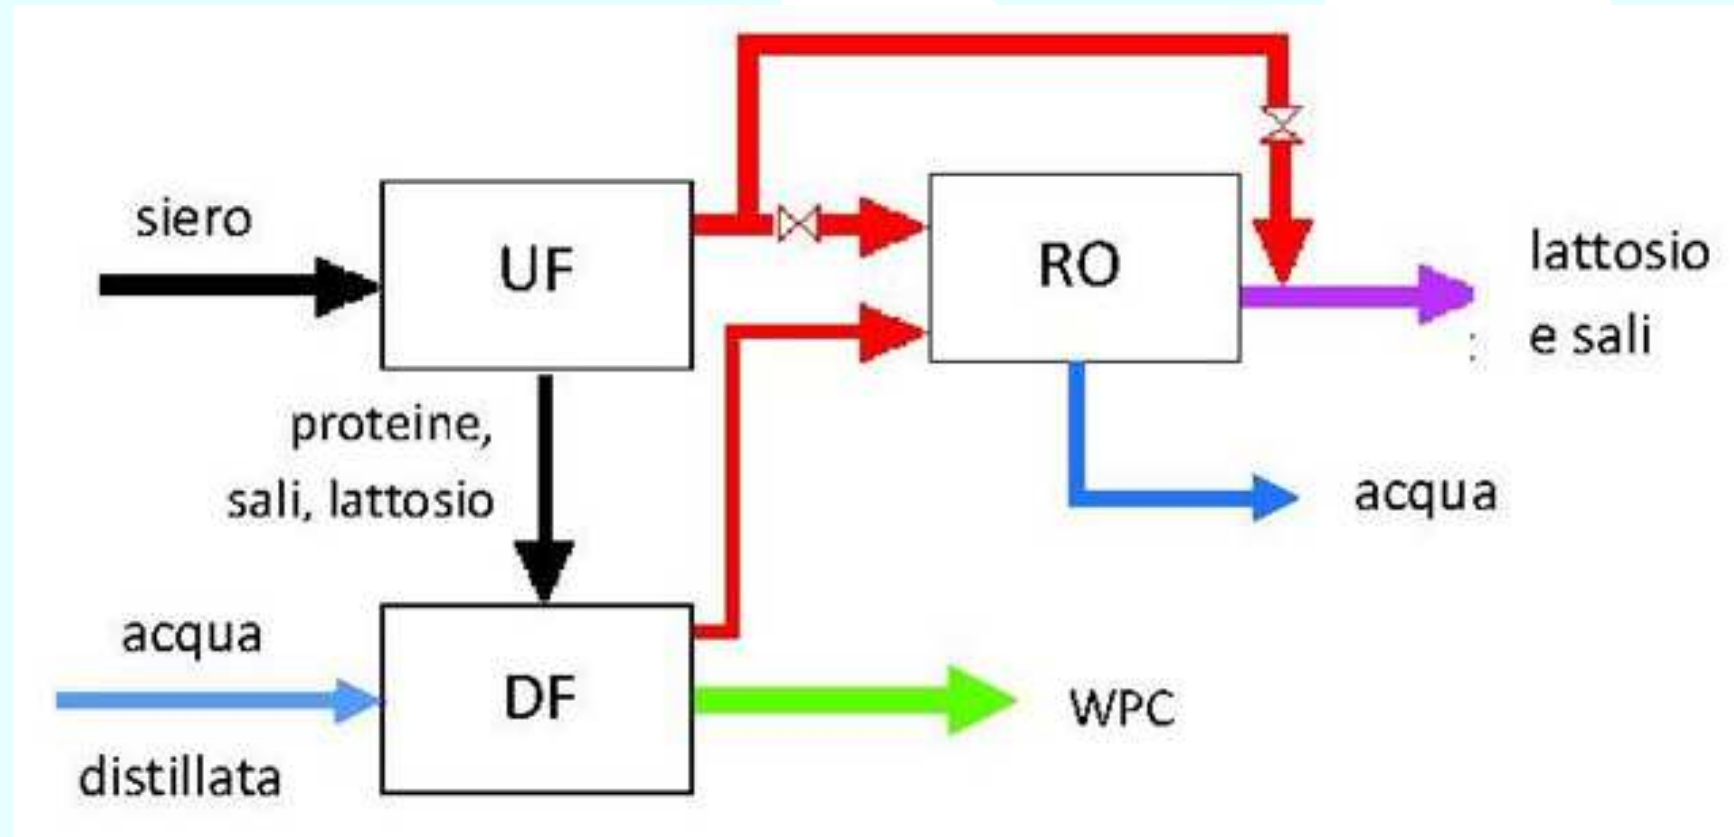 siero
UF
RO
lattosio
e sali
proteine,
sali, lattosio
acqua
acqua
distillata
DF
WPC